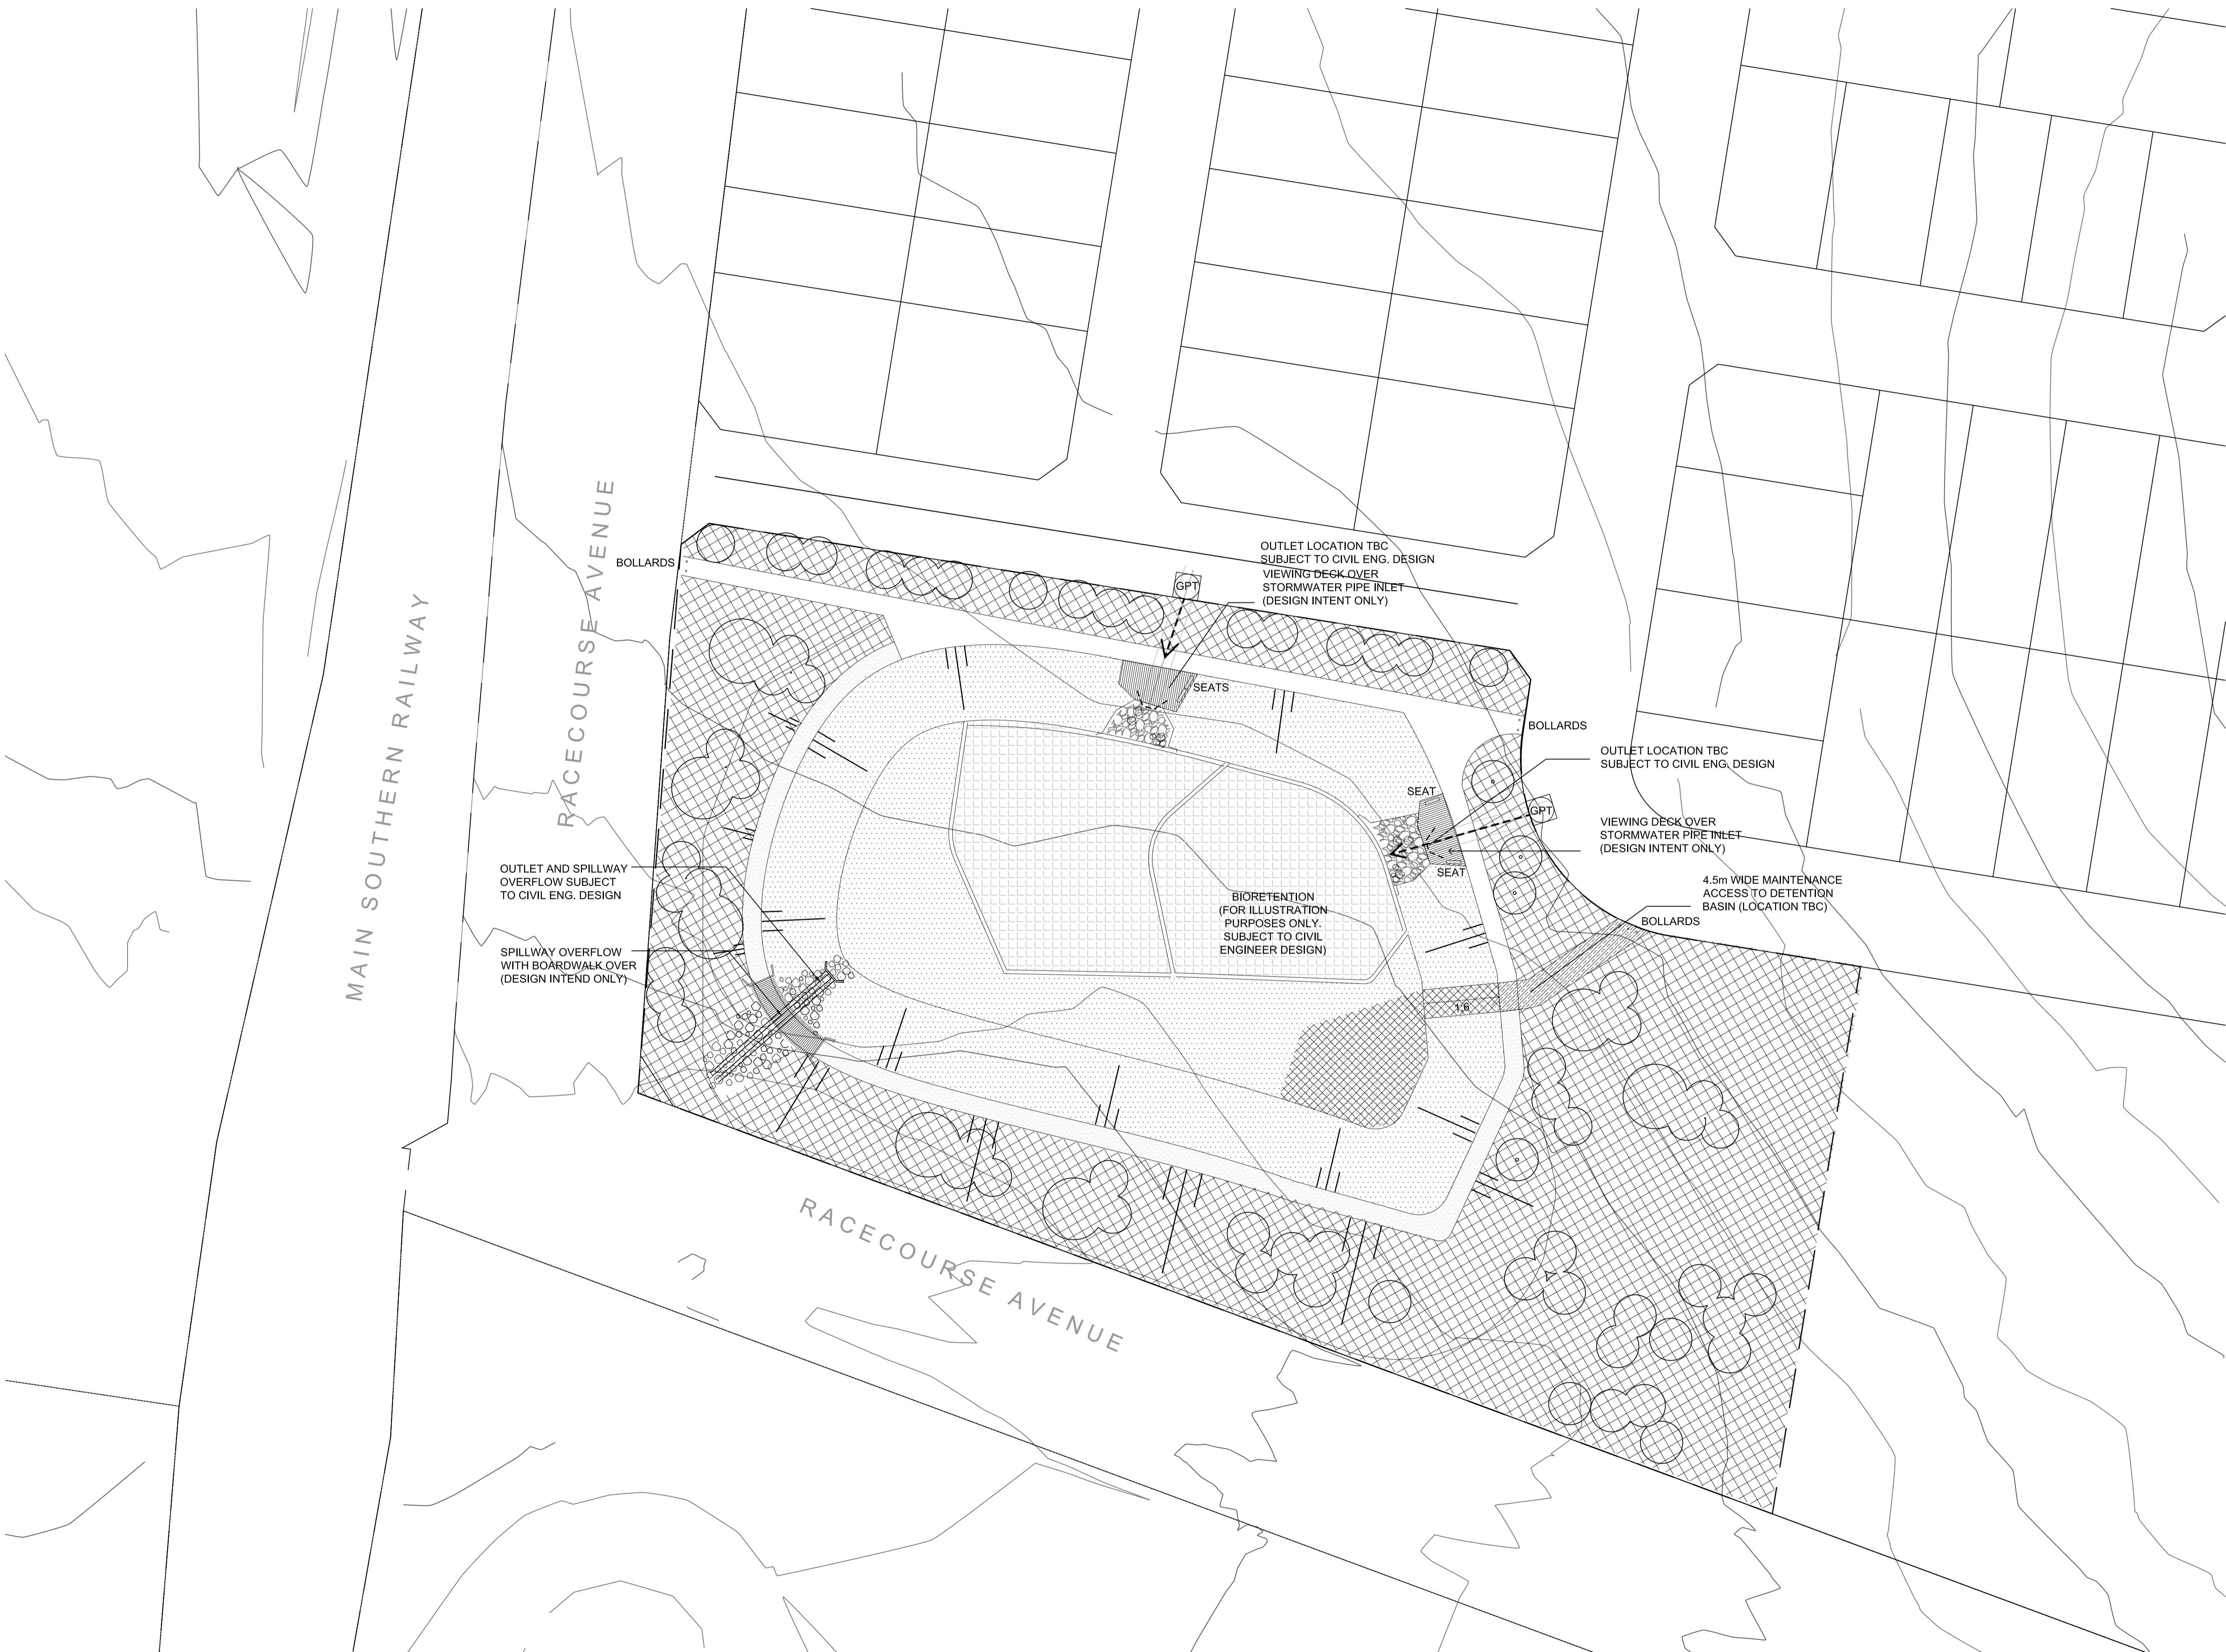 MAIN SOUTHERN RAILWAY
RACECOURSE AVENUE
BOLLARDS
OUTLET LOCATION TBC
SUBJECT TO CIVIL ENG. DESIGN
VIEWING DECK OVER
STORMWATER PIPE INLET
(DESIGN INTENT ONLY)
GPT
SEATS
BOLLARDS
OUTLET LOCATION TBC
SUBJECT TO CIVIL ENG. DESIGN
SEAT
GPT
VIEWING DECK OVER
STORMWATER PIPE INLET
(DESIGN INTENT ONLY)
SEAT
OUTLET AND SPILLWAY
OVERFLOW SUBJECT
TO CIVIL ENG. DESIGN
4.5m WIDE MAINTENANCE
ACCESS TO DETENTION
BASIN (LOCATION TBC)
BOLLARDS
BIORETENTION
(FOR ILLUSTRATION
PURPOSES ONLY.
SUBJECT TO CIVIL
ENGINEER DESIGN)
SPILLWAY OVERFLOW
WITH BOARDWALK OVER
(DESIGN INTEND ONLY)
1:6
RACECOURSE AVENUE